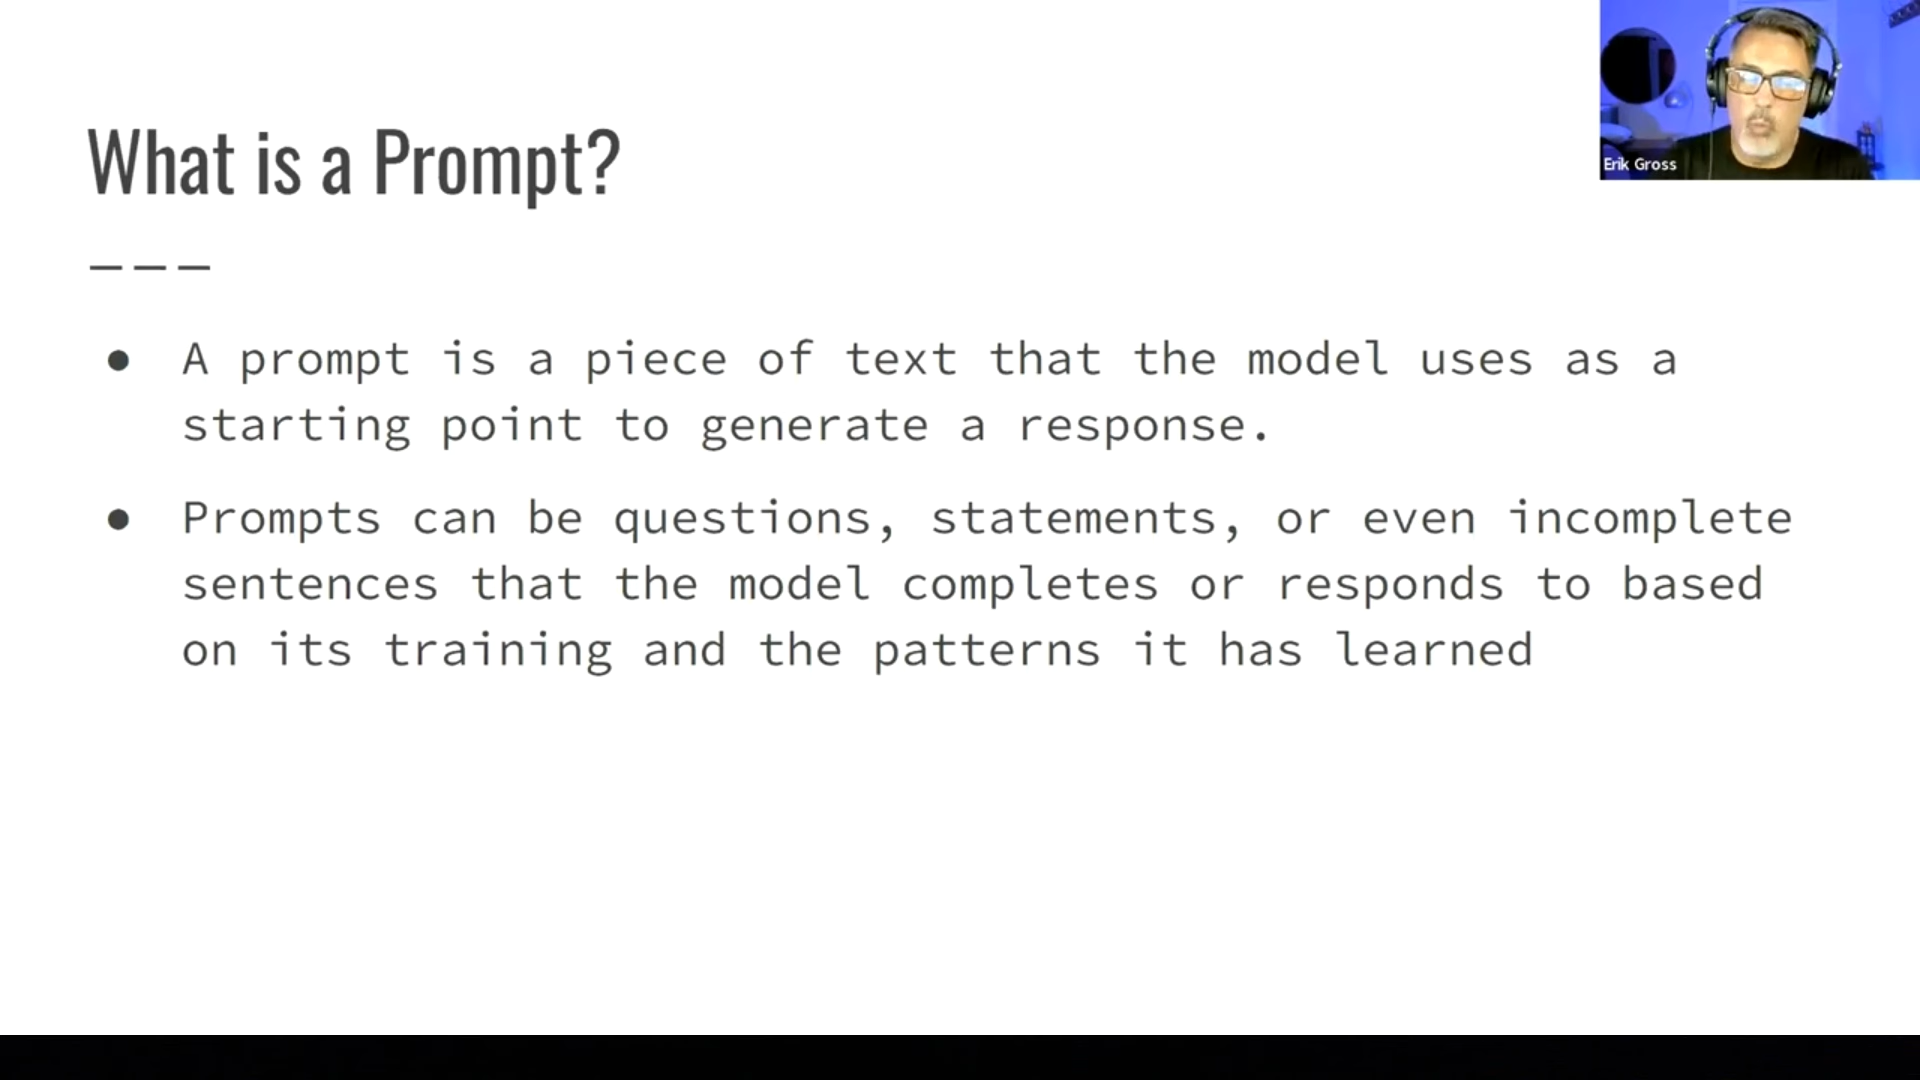 What is a Prompt?
Erik Gross
● A prompt is a piece of text that the model uses as a
starting point to generate a response.
● Prompts can be questions, statements, or even incomplete
sentences that the model completes or responds to based
on its training and the patterns it has learned